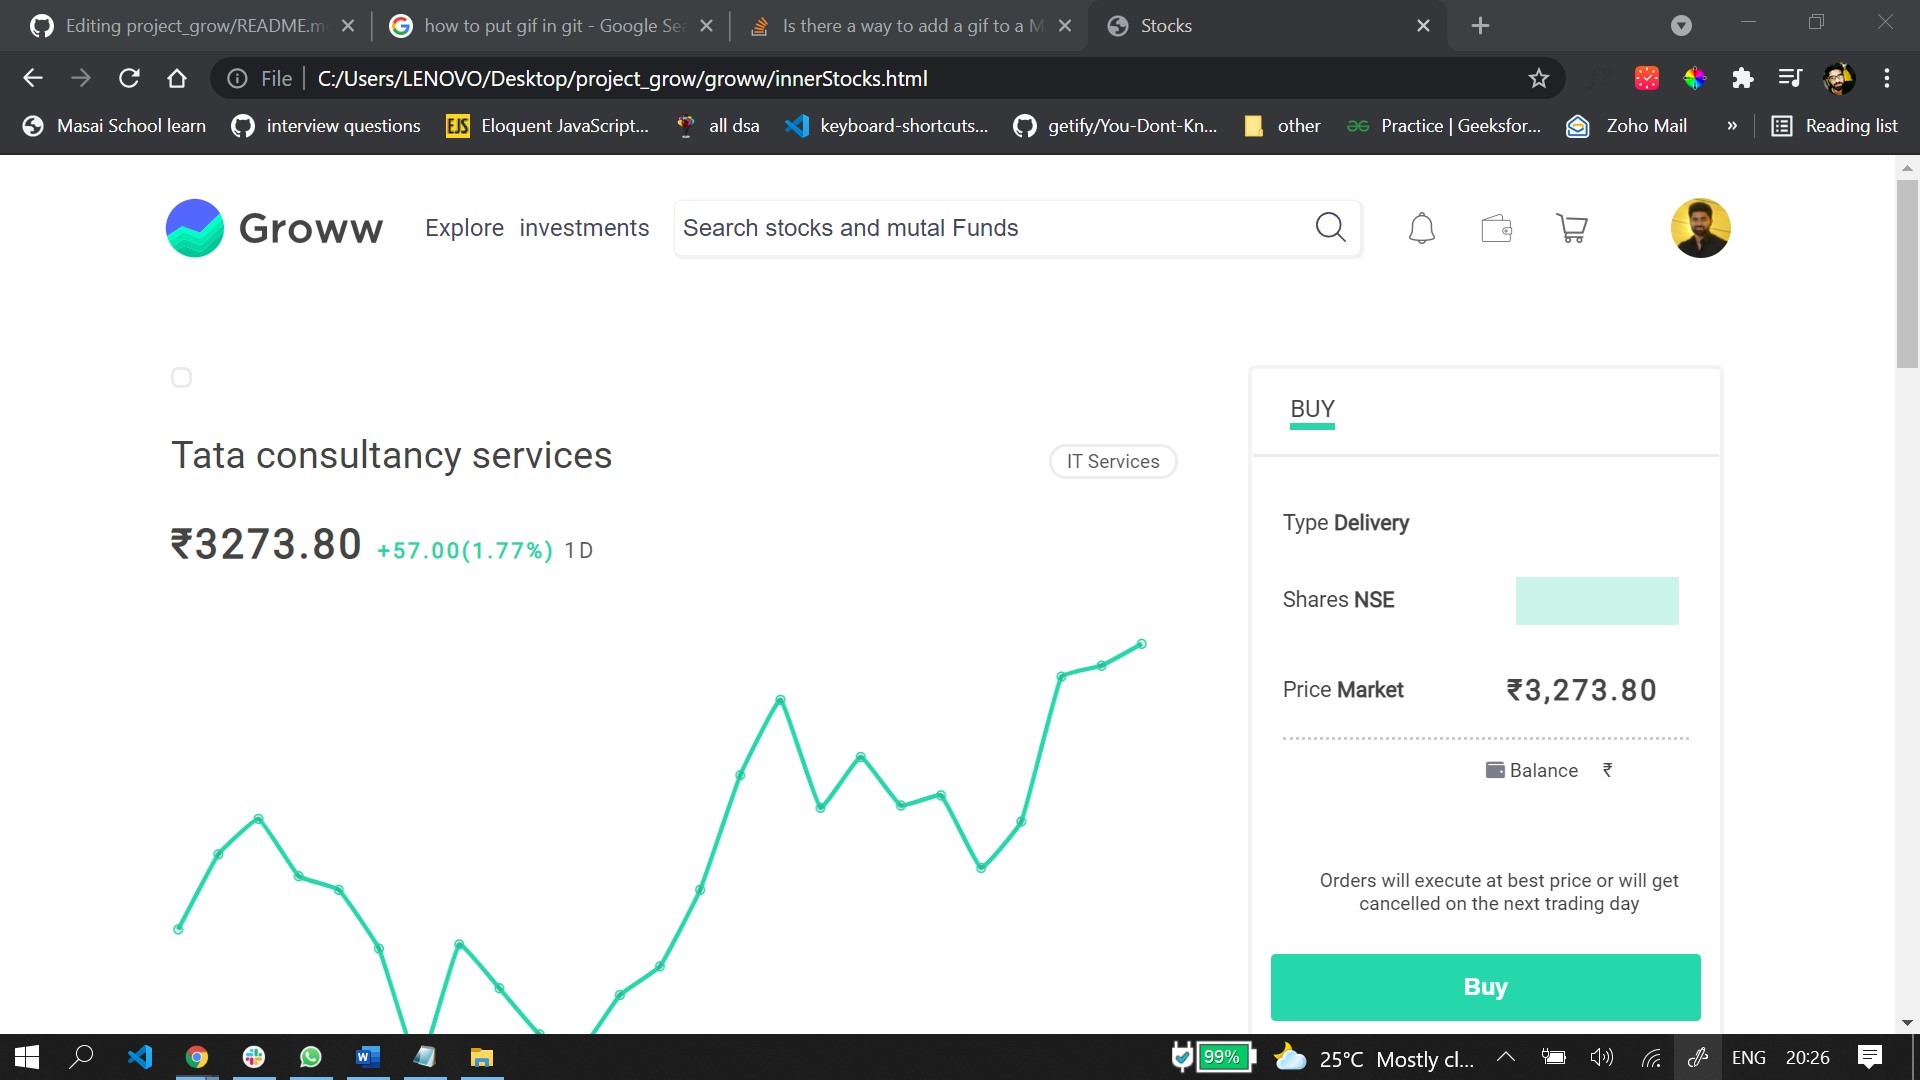 Editing project_grow/README.m
how to put gif in git - Google Sea
Is there a way to add a gif to a M
Stocks
File
C:/Users/LENOVO/Desktop/project_grow/groww/innerStocks.html
Masai School learn
interview questions
EJS
Eloquent JavaScript...
all dsa
keyboard-shortcuts...
getify/You-Dont-Kn...
other
Practice | Geeksfor...
Zoho Mail
»
Reading list
Groww
Explore
investments
Search stocks and mutal Funds
Tata consultancy services
IT Services
₹3273.80 +57.00(1.77%) 1D
BUY
Type Delivery
Shares NSE
Price Market
₹3,273.80
Balance ₹
Orders will execute at best price or will get
cancelled on the next trading day
Buy
99%
25°C Mostly cl...
ENG
20:26